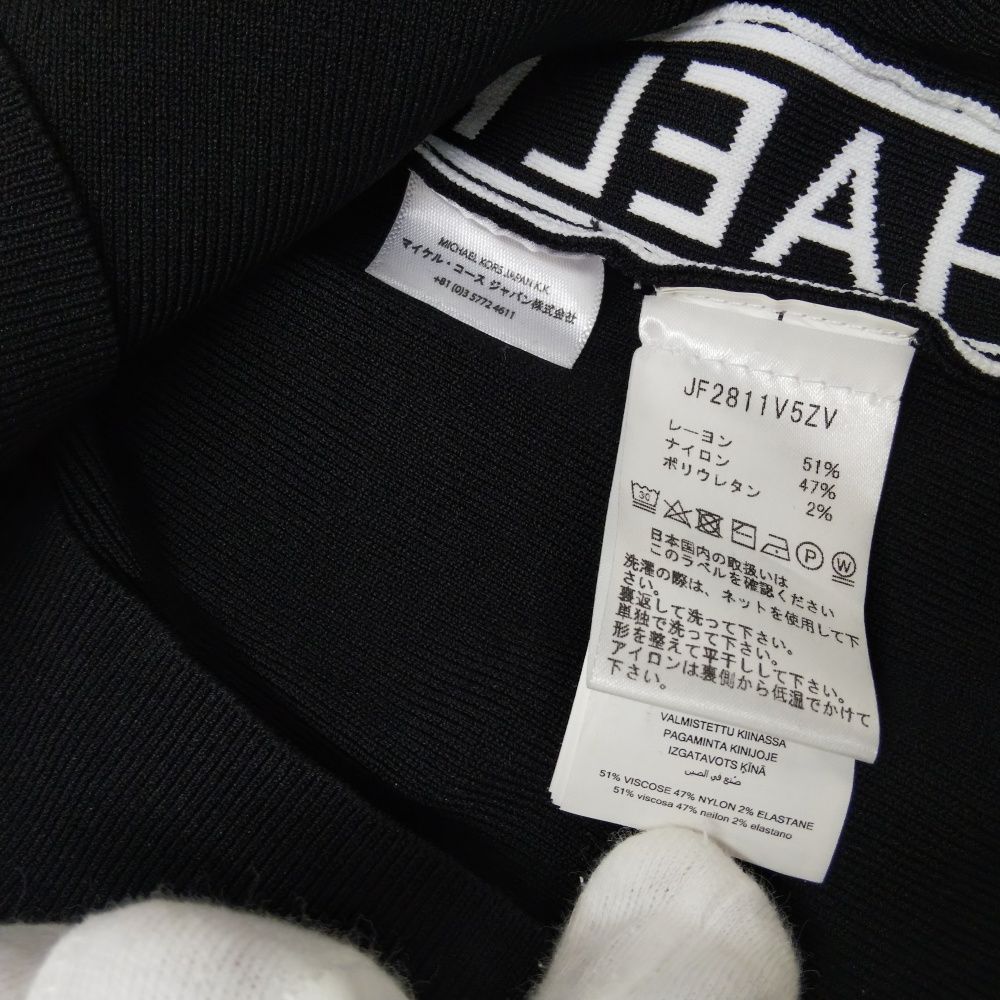 HAEL
MICHAEL KORS JAPAN K.K.
マイケル・コース ジャパン株式会社
+81 (0)3 5772 4611
JF2811V5ZV
レーヨン 51%
ナイロン 47%
ポリウレタン 2%
30
P
W
日本国内の取扱いは
このラベルを確認ください
洗濯の際は、ネットを使用して下
さい。
裏返して洗って下さい。
単独で洗って下さい。
形を整えて平干しして下さい。
アイロンは裏側から低温でかけて
下さい。
VALMISTETTU KIINASSA
PAGAMINTA KINIJOJE
IZGATAVOTS ĶĪNĀ
صنع في الصين
51% VISCOSE 47% NYLON 2% ELASTANE
51% viscosa 47% nailon 2% elastano